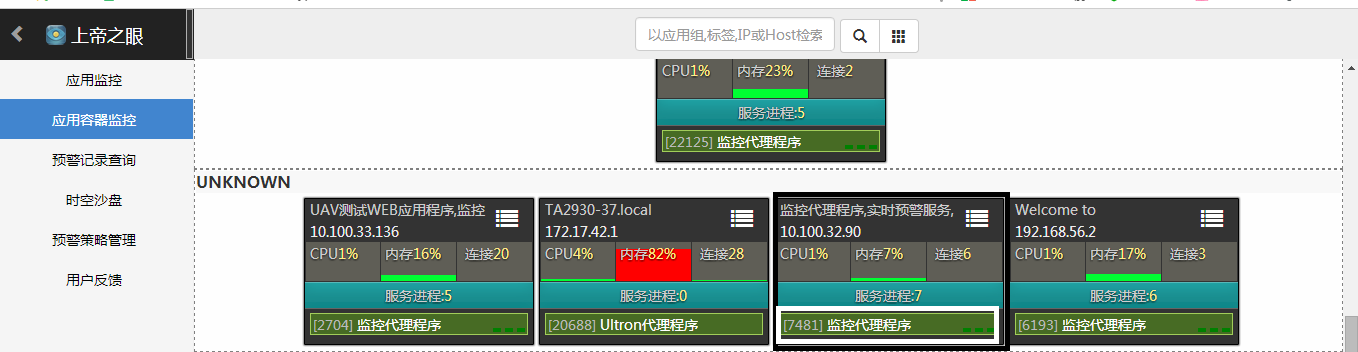 上帝之眼
以应用组,标签,IP或Host检索
应用监控
应用容器监控
预警记录查询
时空沙盘
预警策略管理
用户反馈
CPU1% 内存23% 连接2
服务进程:5
[22125] 监控代理程序
UNKNOWN
UAV测试WEB应用程序,监控
10.100.33.136
CPU1% 内存16% 连接20
服务进程:5
[2704] 监控代理程序
TA2930-37.local
172.17.42.1
CPU4% 内存82% 连接28
服务进程:0
[20688] Ultron代理程序
监控代理程序,实时预警服务,
10.100.32.90
CPU1% 内存7% 连接6
服务进程:7
[7481] 监控代理程序
Welcome to
192.168.56.2
CPU1% 内存17% 连接3
服务进程:6
[6193] 监控代理程序